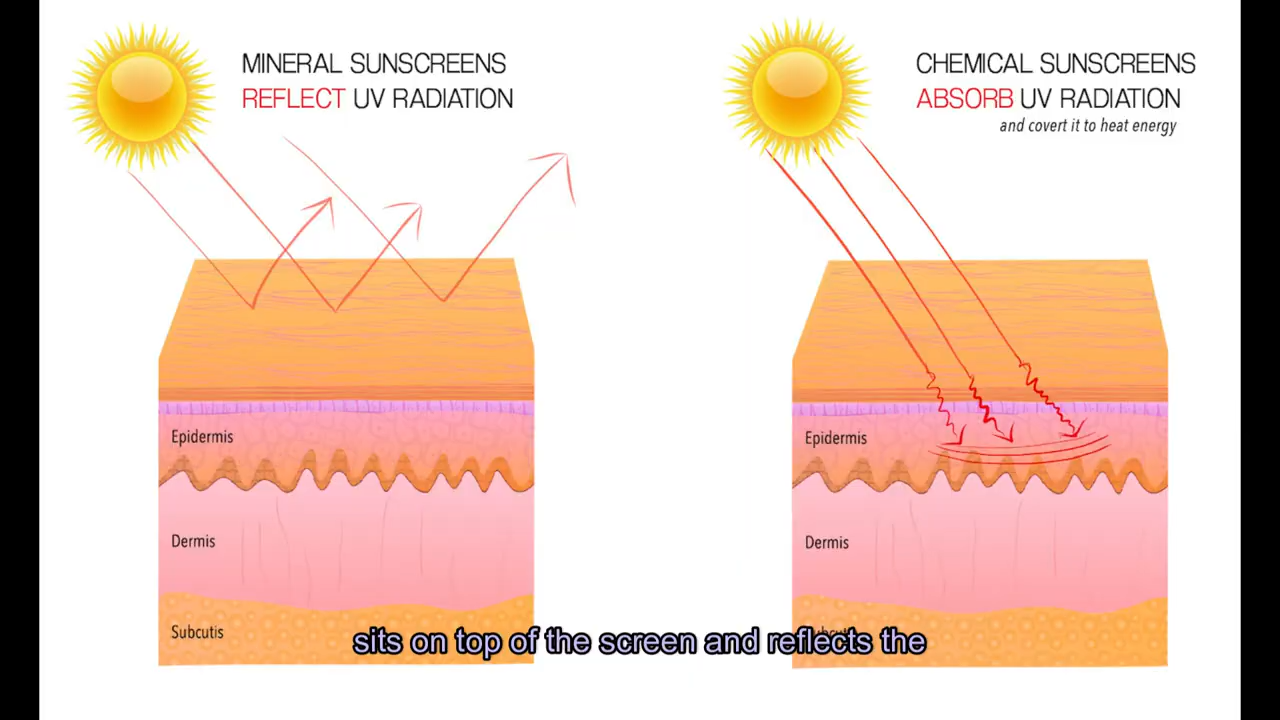 MINERAL SUNSCREENS
REFLECT UV RADIATION
CHEMICAL SUNSCREENS
ABSORB UV RADIATION
and covert it to heat energy
Epidermis
Dermis
Subcutis
Epidermis
Dermis
sits on top of the screen and reflects the